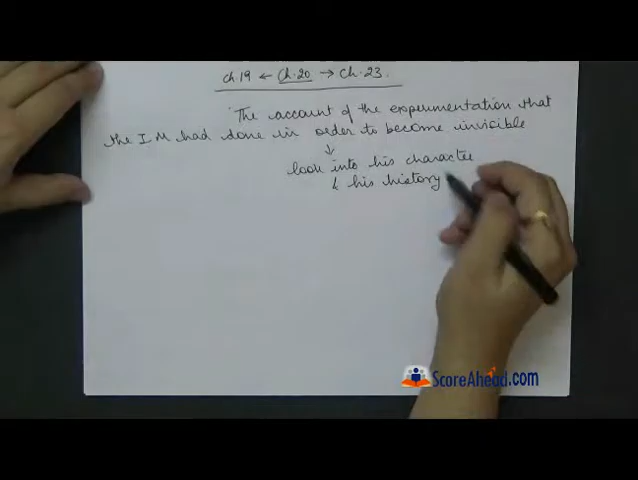 Ch.19 ← Ch.20 → Ch.23.
The account of the experimentation that
the I.M had done in order to become invisible
↓
look into his character
& his history
ScoreAhead.com